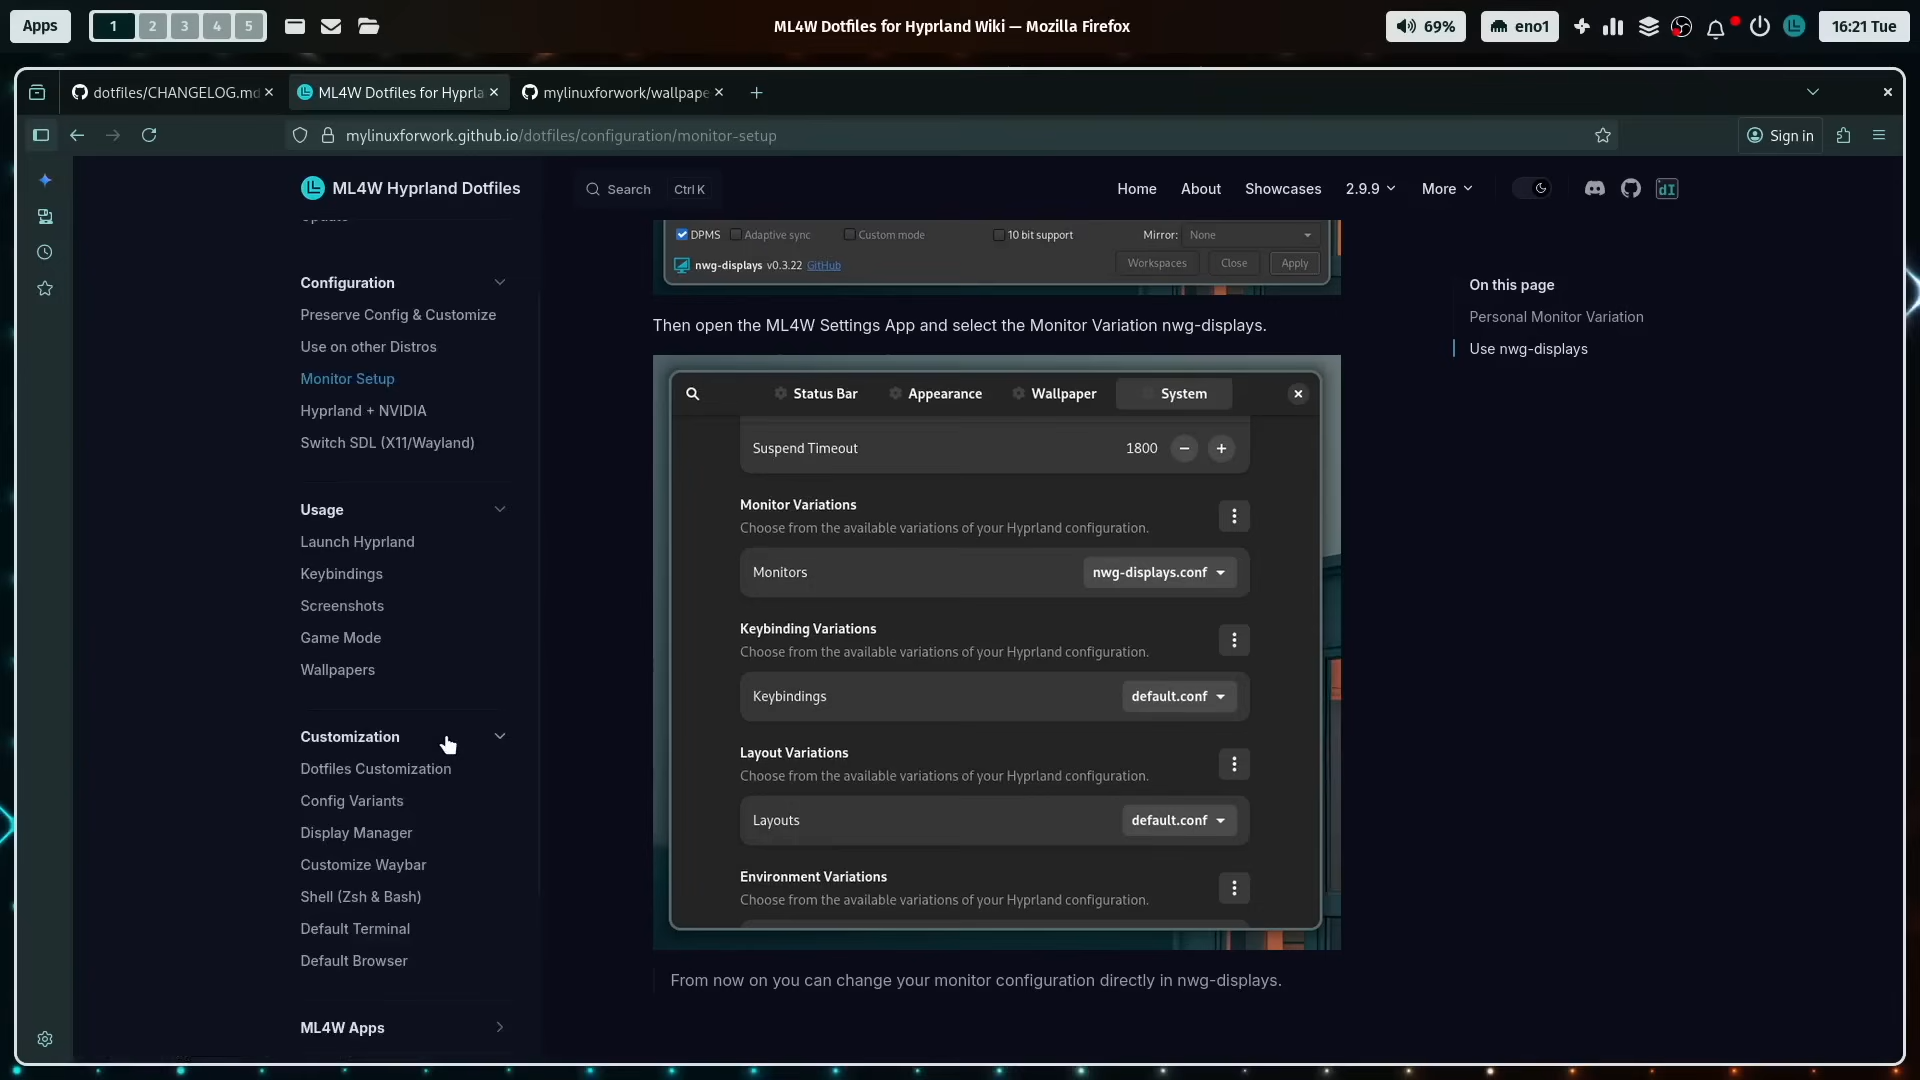 Apps
1 2 3 4 5
ML4W Dotfiles for Hyprland Wiki — Mozilla Firefox
69%
eno1
16:21 Tue
dotfiles/CHANGELOG.md
ML4W Dotfiles for Hyprla
mylinuxforwork/wallpape
mylinuxforwork.github.io/dotfiles/configuration/monitor-setup
Sign in
ML4W Hyprland Dotfiles
Search
Ctrl K
Home
About
Showcases
2.9.9
More
Update
Configuration
Preserve Config & Customize
Use on other Distros
Monitor Setup
Hyprland + NVIDIA
Switch SDL (X11/Wayland)
Usage
Launch Hyprland
Keybindings
Screenshots
Game Mode
Wallpapers
Customization
Dotfiles Customization
Config Variants
Display Manager
Customize Waybar
Shell (Zsh & Bash)
Default Terminal
Default Browser
ML4W Apps
DPMS
Adaptive sync
Custom mode
10 bit support
Mirror:
None
nwg-displays v0.3.22 GitHub
Workspaces
Close
Apply
Then open the ML4W Settings App and select the Monitor Variation nwg-displays.
Status Bar
Appearance
Wallpaper
System
Suspend Timeout
1800
Monitor Variations
Choose from the available variations of your Hyprland configuration.
Monitors
nwg-displays.conf
Keybinding Variations
Choose from the available variations of your Hyprland configuration.
Keybindings
default.conf
Layout Variations
Choose from the available variations of your Hyprland configuration.
Layouts
default.conf
Environment Variations
Choose from the available variations of your Hyprland configuration.
From now on you can change your monitor configuration directly in nwg-displays.
On this page
Personal Monitor Variation
Use nwg-displays